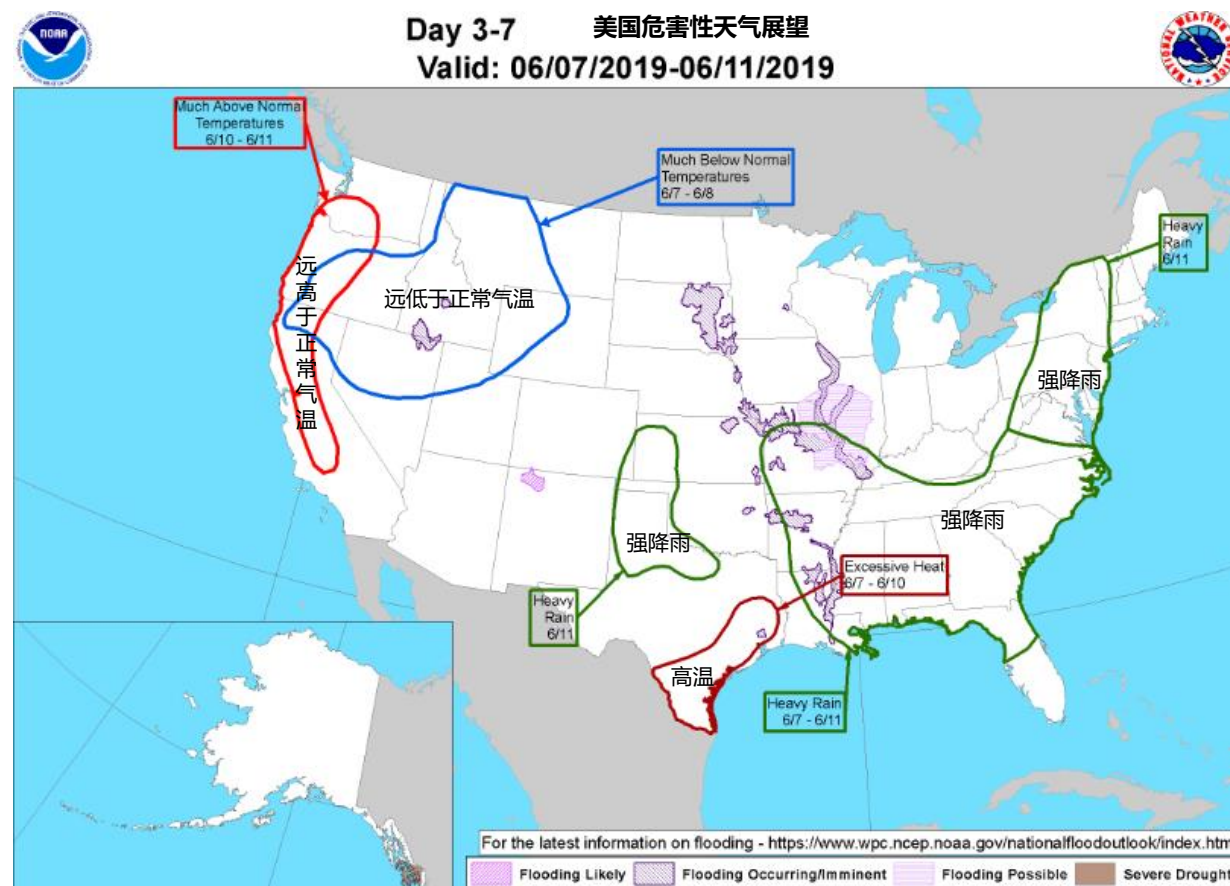 NOAA
Day 3-7 美国危害性天气展望
Valid: 06/07/2019-06/11/2019
NATIONAL WEATHER SERVICE
Much Above Normal
Temperatures
6/10 - 6/11
Much Below Normal
Temperatures
6/7 - 6/8
Heavy
Rain
6/11
远高于正常气温
远低于正常气温
强降雨
强降雨
强降雨
Excessive Heat
6/7 - 6/10
Heavy
Rain
6/11
高温
Heavy Rain
6/7 - 6/11
For the latest information on flooding - https://www.wpc.ncep.noaa.gov/nationalfloodoutlook/index.htm
Flooding Likely
Flooding Occurring/Imminent
Flooding Possible
Severe Drought